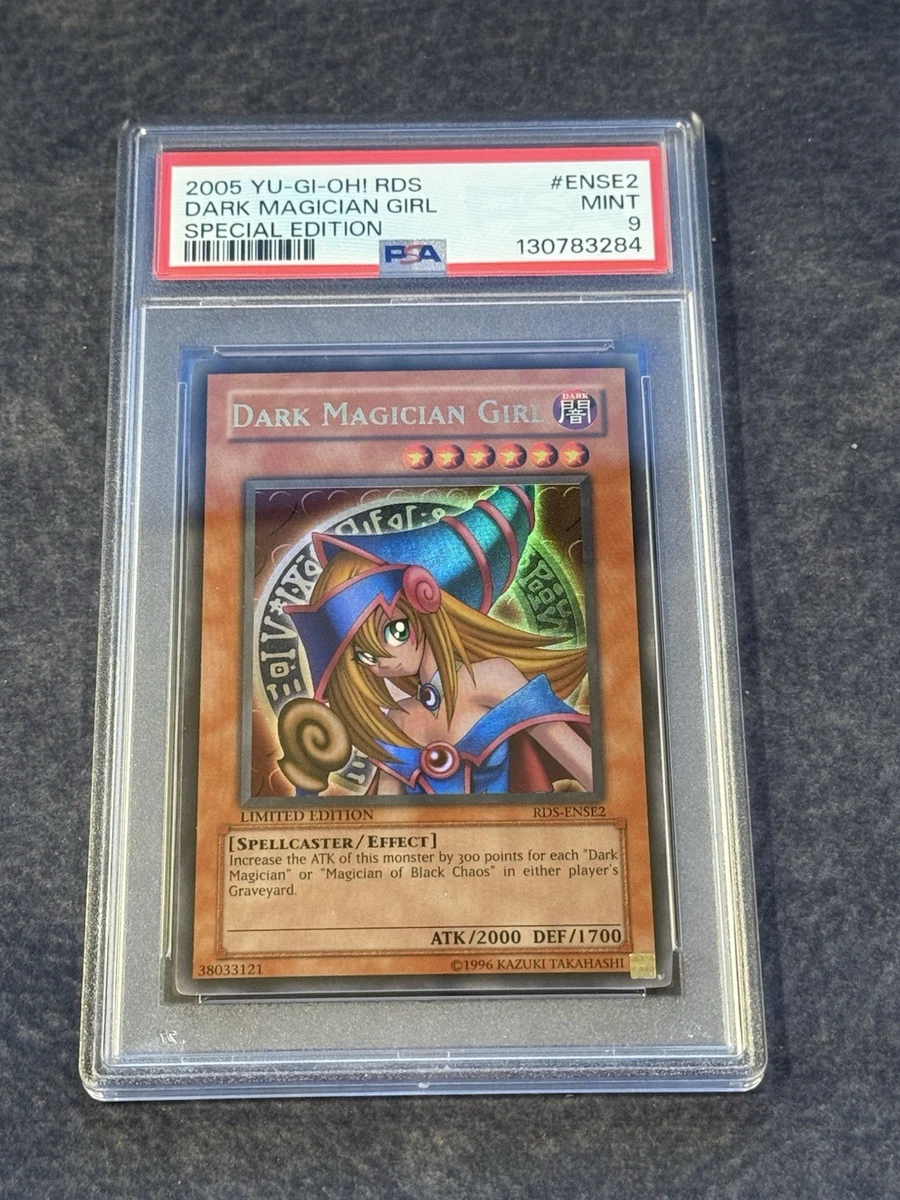 2005 YU-GI-OH! RDS #ENSE2
DARK MAGICIAN GIRL MINT
SPECIAL EDITION 9
PSA 130783284
DARK MAGICIAN GIRL
DARK
闇
LIMITED EDITION RDS-ENSE2
[SPELLCASTER/EFFECT]
Increase the ATK of this monster by 300 points for each "Dark
Magician" or "Magician of Black Chaos" in either player's
Graveyard.
ATK/2000 DEF/1700
38033121 ©1996 KAZUKI TAKAHASHI